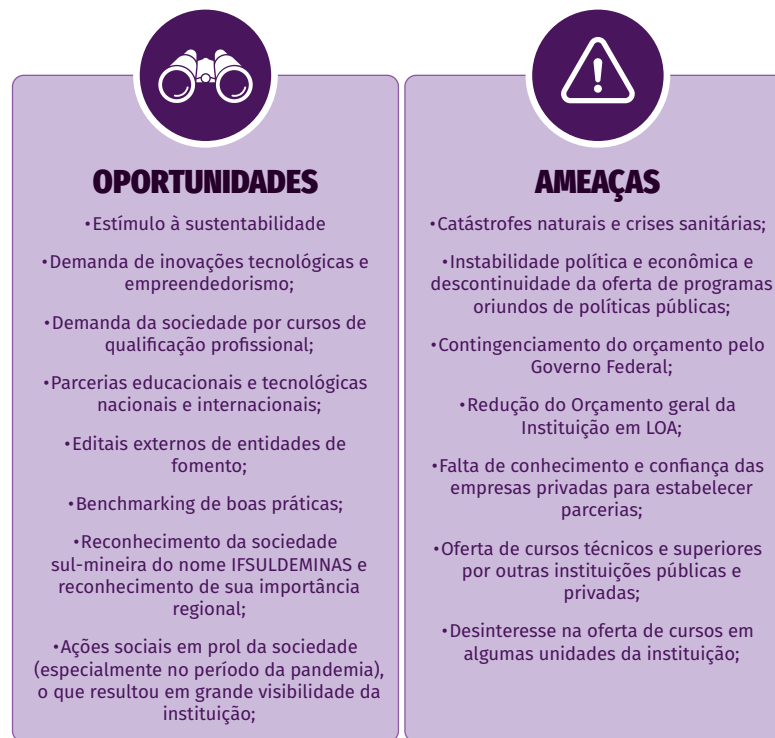 OPORTUNIDADES
•Estímulo à sustentabilidade
•Demanda de inovações tecnológicas e
empreendedorismo;
•Demanda da sociedade por cursos de
qualificação profissional;
•Parcerias educacionais e tecnológicas
nacionais e internacionais;
•Editais externos de entidades de
fomento;
•Benchmarking de boas práticas;
•Reconhecimento da sociedade
sul-mineira do nome IFSULDEMINAS e
reconhecimento de sua importância
regional;
•Ações sociais em prol da sociedade
(especialmente no período da pandemia),
o que resultou em grande visibilidade da
instituição;
AMEAÇAS
•Catástrofes naturais e crises sanitárias;
•Instabilidade política e econômica e
descontinuidade da oferta de programas
oriundos de políticas públicas;
•Contingenciamento do orçamento pelo
Governo Federal;
•Redução do Orçamento geral da
Instituição em LOA;
•Falta de conhecimento e confiança das
empresas privadas para estabelecer
parcerias;
•Oferta de cursos técnicos e superiores
por outras instituições públicas e
privadas;
•Desinteresse na oferta de cursos em
algumas unidades da instituição;